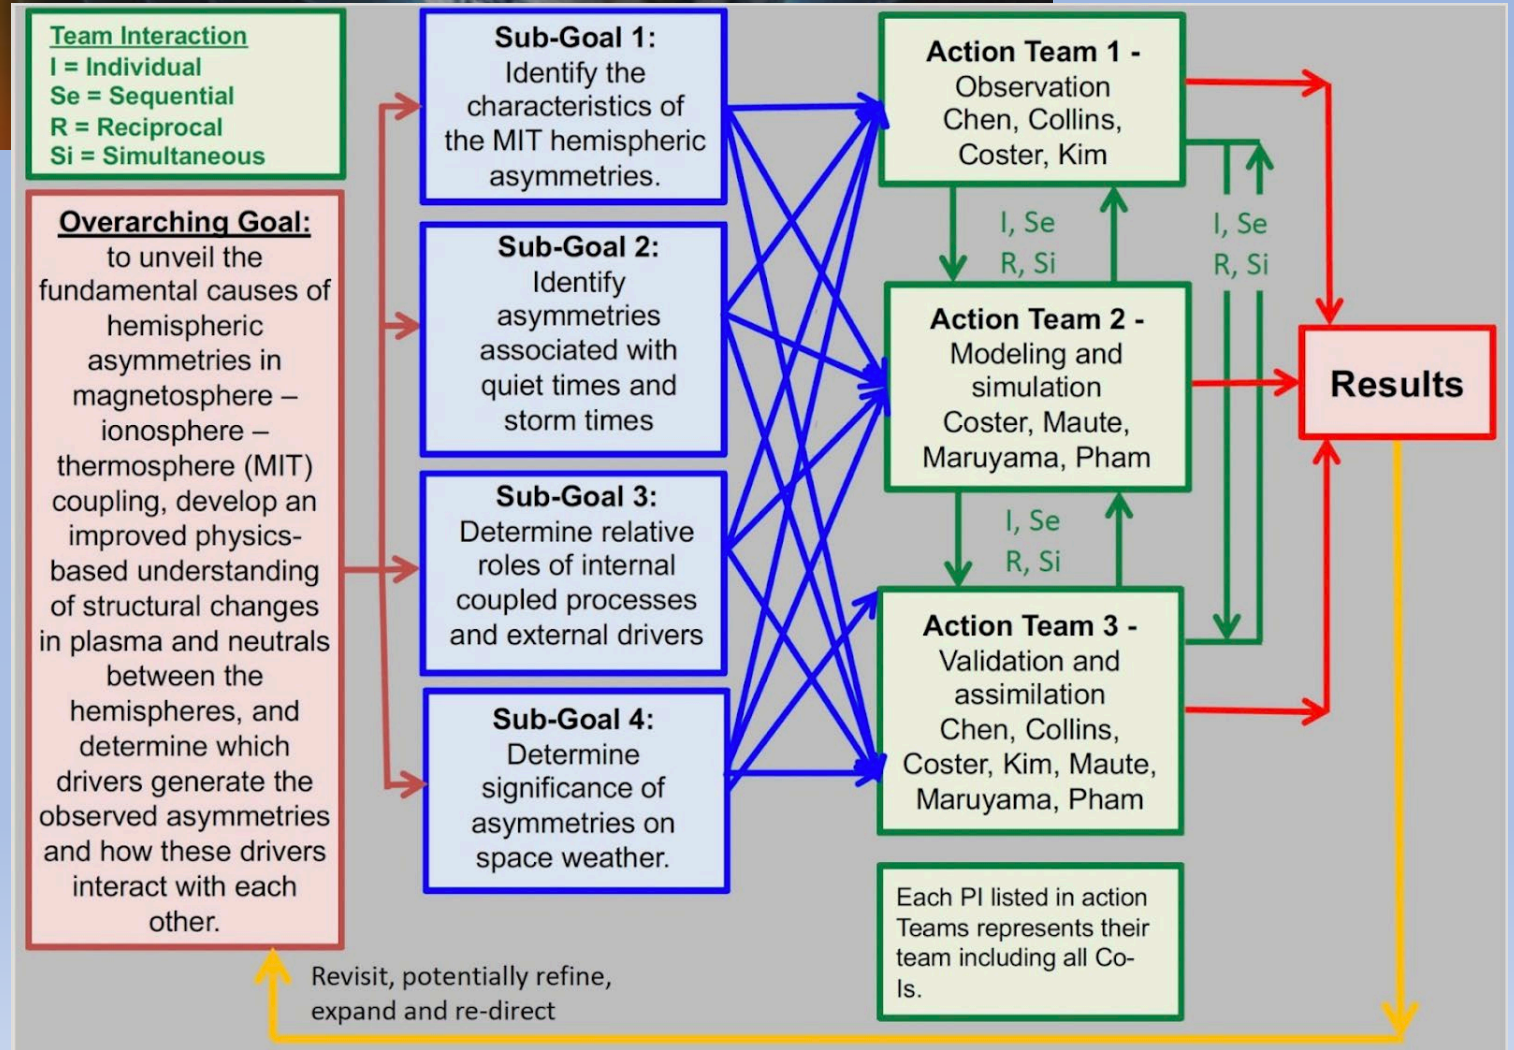 Team Interaction
I = Individual
Se = Sequential
R = Reciprocal
Si = Simultaneous
Overarching Goal:
to unveil the
fundamental causes of
hemispheric
asymmetries in
magnetosphere –
ionosphere –
thermosphere (MIT)
coupling, develop an
improved physics-
based understanding
of structural changes
in plasma and neutrals
between the
hemispheres, and
determine which
drivers generate the
observed asymmetries
and how these drivers
interact with each
other.
Sub-Goal 1:
Identify the
characteristics of
the MIT hemispheric
asymmetries.
Sub-Goal 2:
Identify
asymmetries
associated with
quiet times and
storm times
Sub-Goal 3:
Determine relative
roles of internal
coupled processes
and external drivers
Sub-Goal 4:
Determine
significance of
asymmetries on
space weather.
Action Team 1 -
Observation
Chen, Collins,
Coster, Kim
I, Se
R, Si
I, Se
R, Si
Action Team 2 -
Modeling and
simulation
Coster, Maute,
Maruyama, Pham
I, Se
R, Si
Action Team 3 -
Validation and
assimilation
Chen, Collins,
Coster, Kim, Maute,
Maruyama, Pham
Each PI listed in action
Teams represents their
team including all Co-
Is.
Results
Revisit, potentially refine,
expand and re-direct